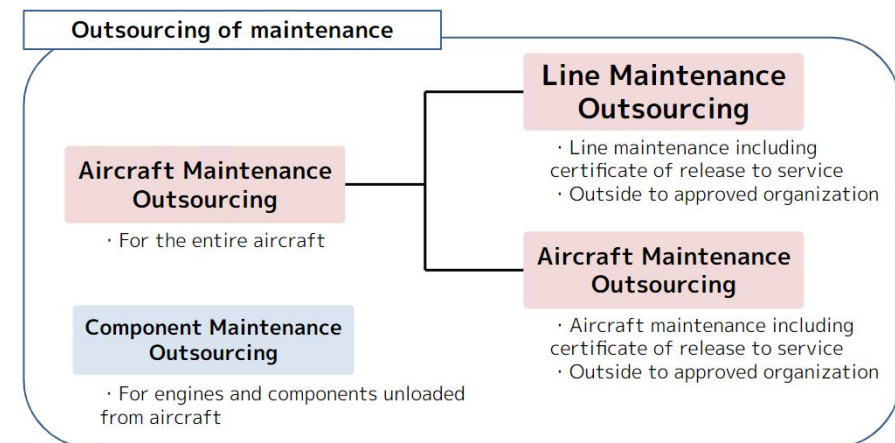 Outsourcing of maintenance
Aircraft Maintenance
Outsourcing
・For the entire aircraft
Component Maintenance
Outsourcing
・For engines and components unloaded
from aircraft
Line Maintenance
Outsourcing
・Line maintenance including
certificate of release to service
・Outside to approved organization
Aircraft Maintenance
Outsourcing
・Aircraft maintenance including
certificate of release to service
・Outside to approved organization